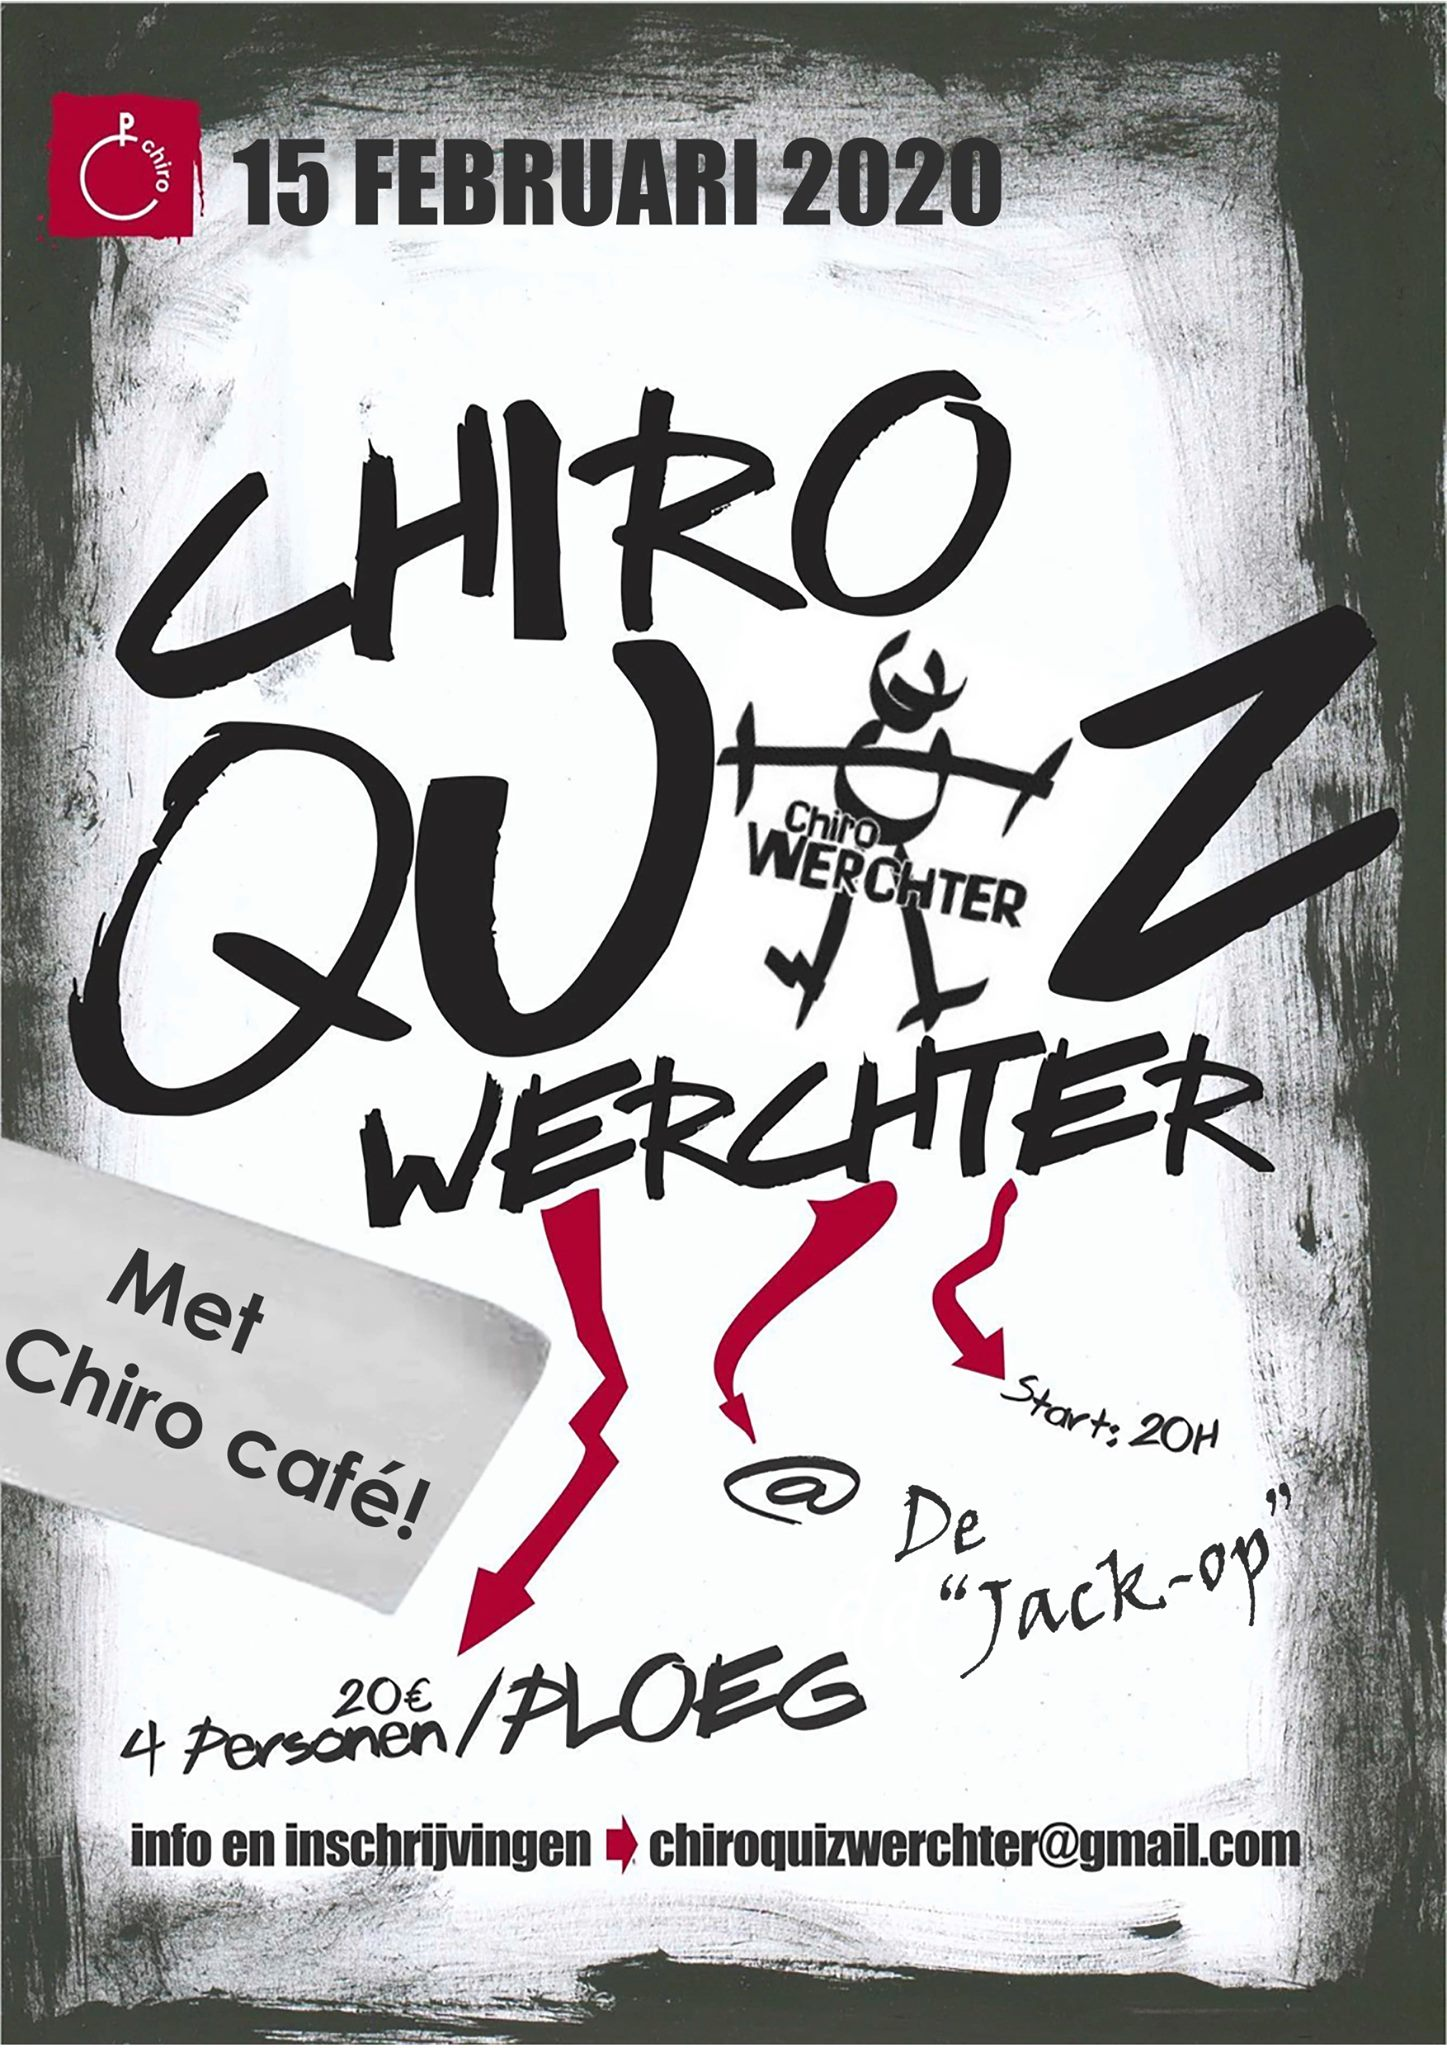 chiro
15 FEBRUARI 2020
CHIRO
QU Z
Chiro
WERCHTER
WERCHTER
Met
Chiro café!
Start: 20H
@ De
"Jack-op"
20€
4 Personen/PLOEG
info en inschrijvingen chiroquizwerchter@gmail.com